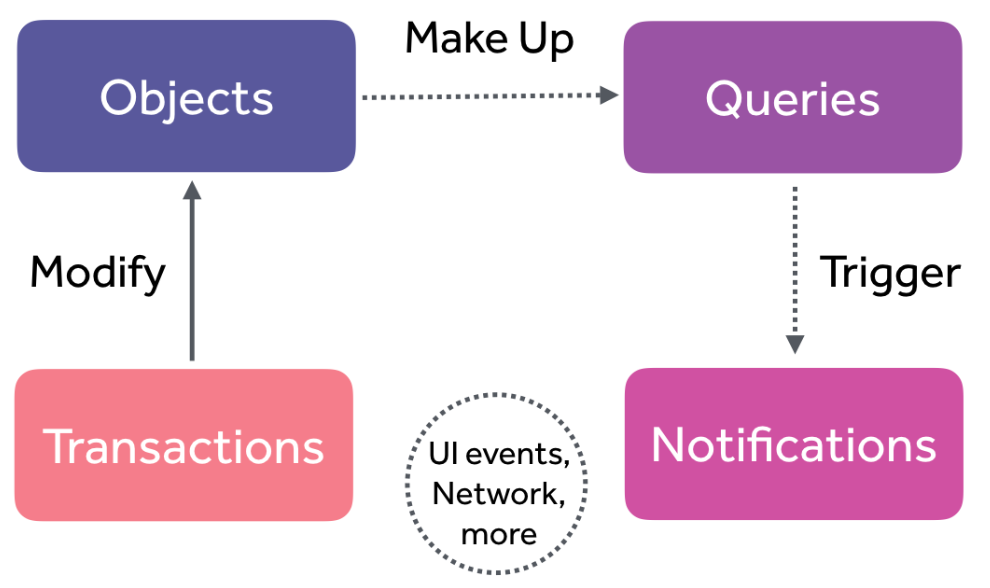 Make Up
Objects
Queries
Modify
Trigger
Transactions
UI events,
Network,
more
Notifications